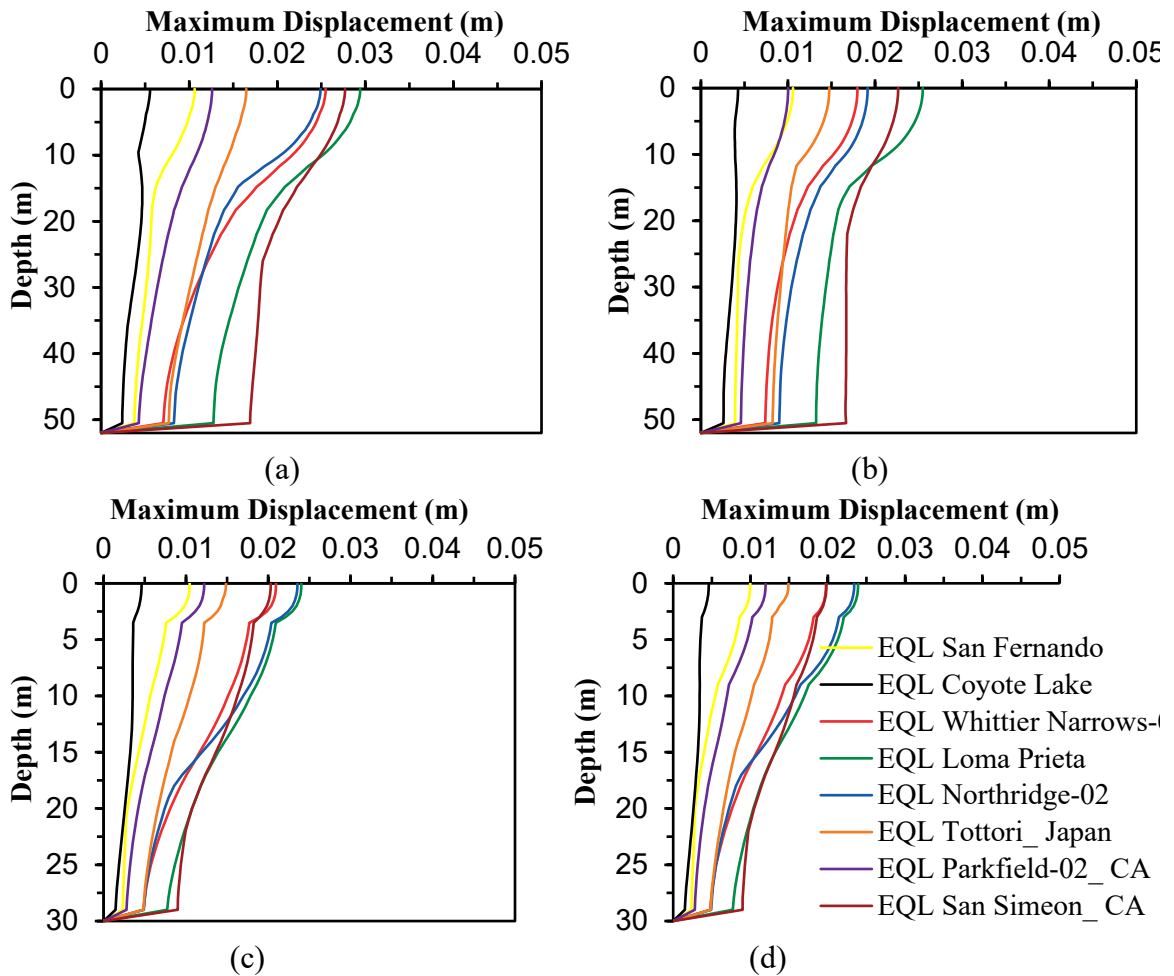 Maximum Displacement (m)
0 0.01 0.02 0.03 0.04 0.05
0
10
20
30
40
50
Depth (m)
(a)
Maximum Displacement (m)
0 0.01 0.02 0.03 0.04 0.05
0
10
20
30
40
50
Depth (m)
(b)
Maximum Displacement (m)
0 0.01 0.02 0.03 0.04 0.05
0
5
10
15
20
25
30
Depth (m)
(c)
Maximum Displacement (m)
0 0.01 0.02 0.03 0.04 0.05
0
5
10
15
20
25
30
Depth (m)
EQL San Fernando
EQL Coyote Lake
EQL Whittier Narrows-
EQL Loma Prieta
EQL Northridge-02
EQL Tottori_ Japan
EQL Parkfield-02_ CA
EQL San Simeon_ CA
(d)